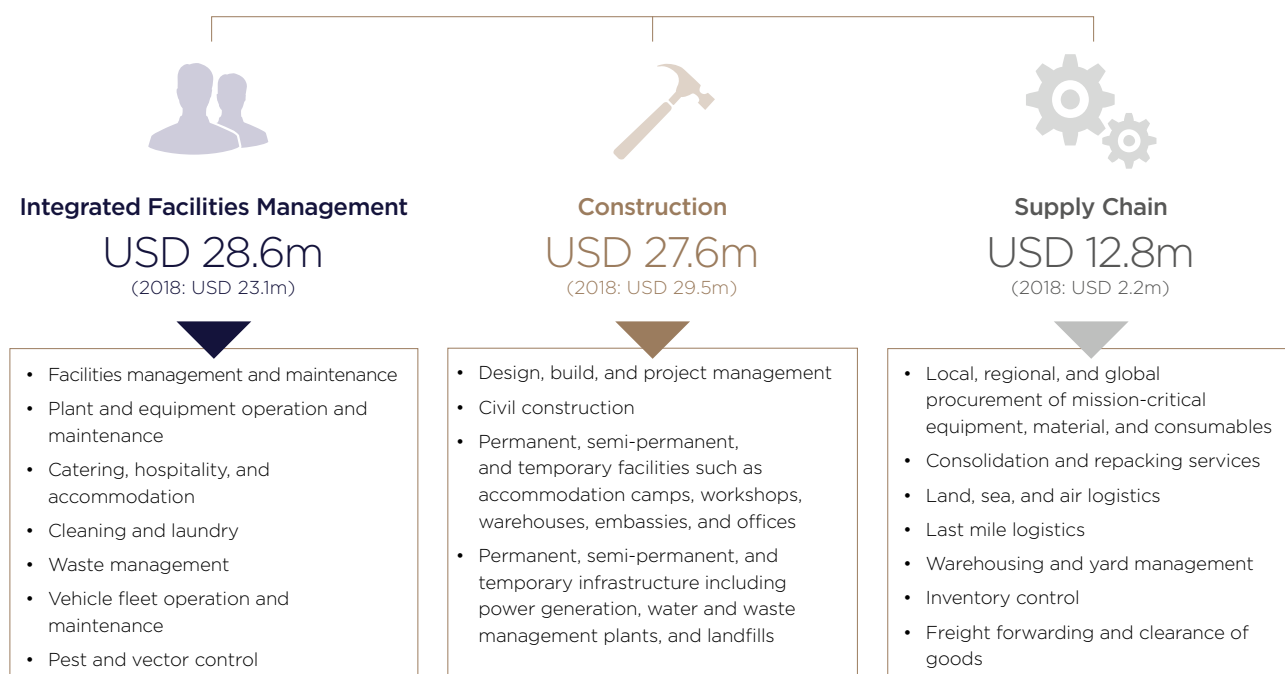 Integrated Facilities Management
USD 28.6m
(2018: USD 23.1m)
• Facilities management and maintenance
• Plant and equipment operation and
maintenance
• Catering, hospitality, and
accommodation
• Cleaning and laundry
• Waste management
• Vehicle fleet operation and
maintenance
• Pest and vector control
Construction
USD 27.6m
(2018: USD 29.5m)
• Design, build, and project management
• Civil construction
• Permanent, semi-permanent,
and temporary facilities such as
accommodation camps, workshops,
warehouses, embassies, and offices
• Permanent, semi-permanent, and
temporary infrastructure including
power generation, water and waste
management plants, and landfills
Supply Chain
USD 12.8m
(2018: USD 2.2m)
• Local, regional, and global
procurement of mission-critical
equipment, material, and consumables
• Consolidation and repacking services
• Land, sea, and air logistics
• Last mile logistics
• Warehousing and yard management
• Inventory control
• Freight forwarding and clearance of
goods